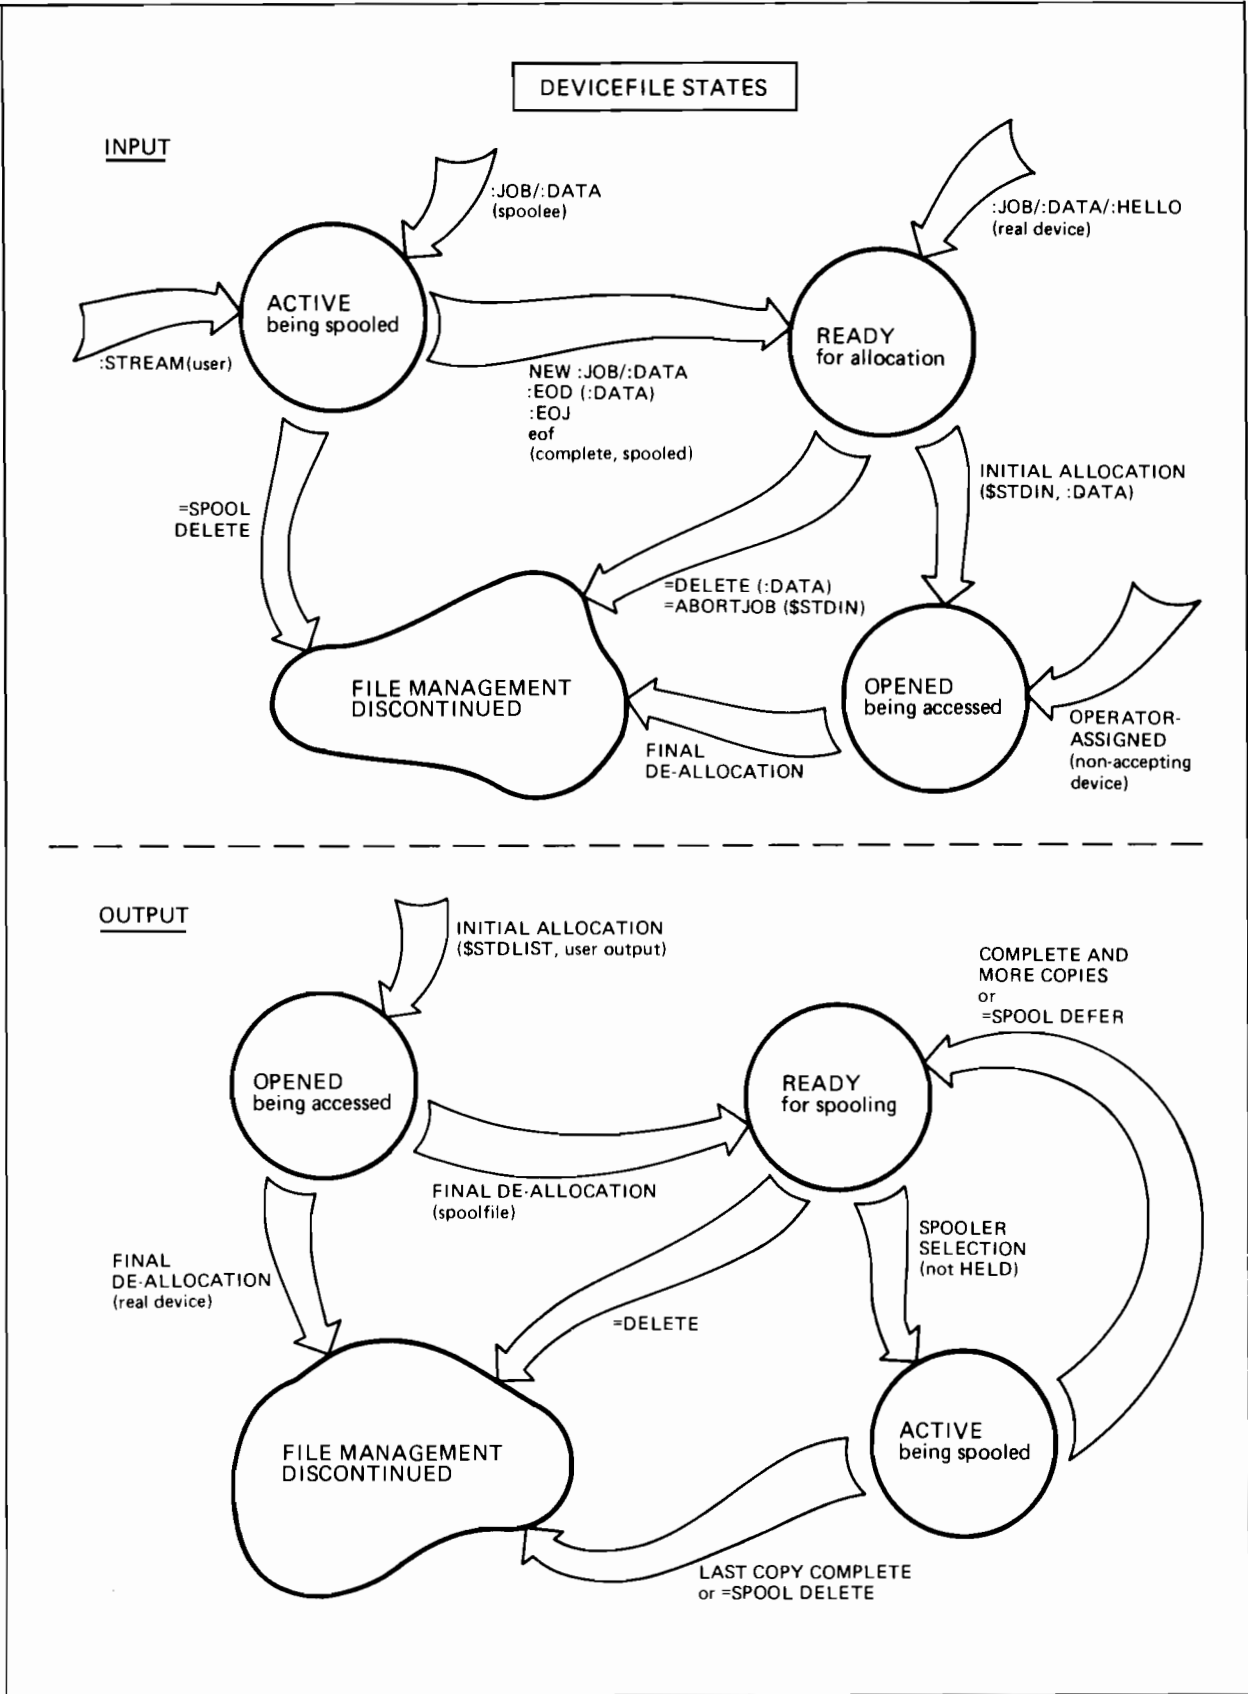 DEVICEFILE STATES
INPUT
:JOB/:DATA
(spoolee)
:JOB/:DATA/:HELLO
(real device)
ACTIVE
being spooled
:STREAM(user)
READY
for allocation
NEW :JOB/:DATA
:EOD (:DATA)
:EOJ
eof
(complete, spooled)
INITIAL ALLOCATION
($STDIN, :DATA)
=SPOOL
DELETE
=DELETE (:DATA)
=ABORTJOB ($STDIN)
FILE MANAGEMENT
DISCONTINUED
OPENED
being accessed
OPERATOR-
ASSIGNED
(non-accepting
device)
FINAL
DE-ALLOCATION
OUTPUT
INITIAL ALLOCATION
($STDLIST, user output)
COMPLETE AND
MORE COPIES
or
=SPOOL DEFER
OPENED
being accessed
READY
for spooling
FINAL DE-ALLOCATION
(spoolfile)
SPOOLER
SELECTION
(not HELD)
FINAL
DE-ALLOCATION
(real device)
=DELETE
ACTIVE
being spooled
FILE MANAGEMENT
DISCONTINUED
LAST COPY COMPLETE
or =SPOOL DELETE